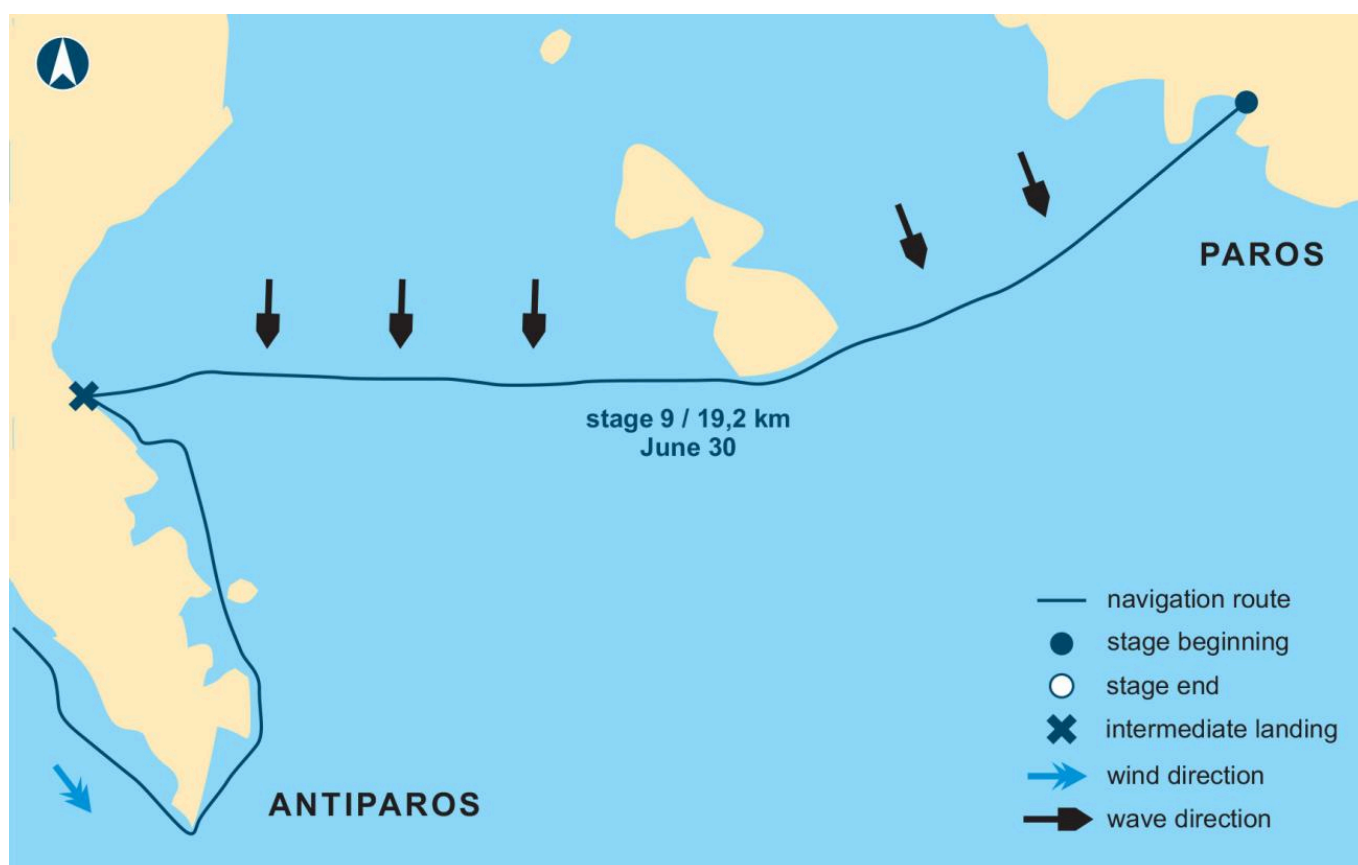 PAROS
stage 9 / 19,2 km
June 30
ANTIPAROS
navigation route
stage beginning
stage end
intermediate landing
wind direction
wave direction